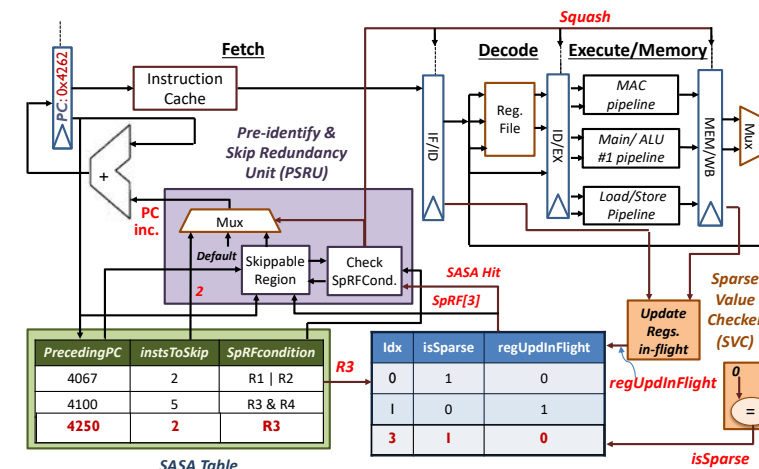 Squash
Fetch
Decode
Execute/Memory
PC: 0x4262
Instruction
Cache
IF/ID
Reg.
File
ID/EX
MAC
pipeline
Main/ ALU
#1 pipeline
Load/Store
Pipeline
MEM/WB
Mux
Pre-identify &
Skip Redundancy
Unit (PSRU)
+
PC
inc.
Mux
Default
2
Skippable
Region
Check
SpRFCond.
SASA Hit
SpRF[3]
Update
Regs.
in-flight
Sparse
Value
Checker
(SVC)
regUpdInFlight
0
=
isSparse
PrecedingPC instsToSkip SpRFcondition
4067 2 R1 | R2
4100 5 R3 & R4
4250 2 R3
R3
Idx isSparse regUpdInFlight
0 1 0
I 0 1
3 I 0
SASA Table